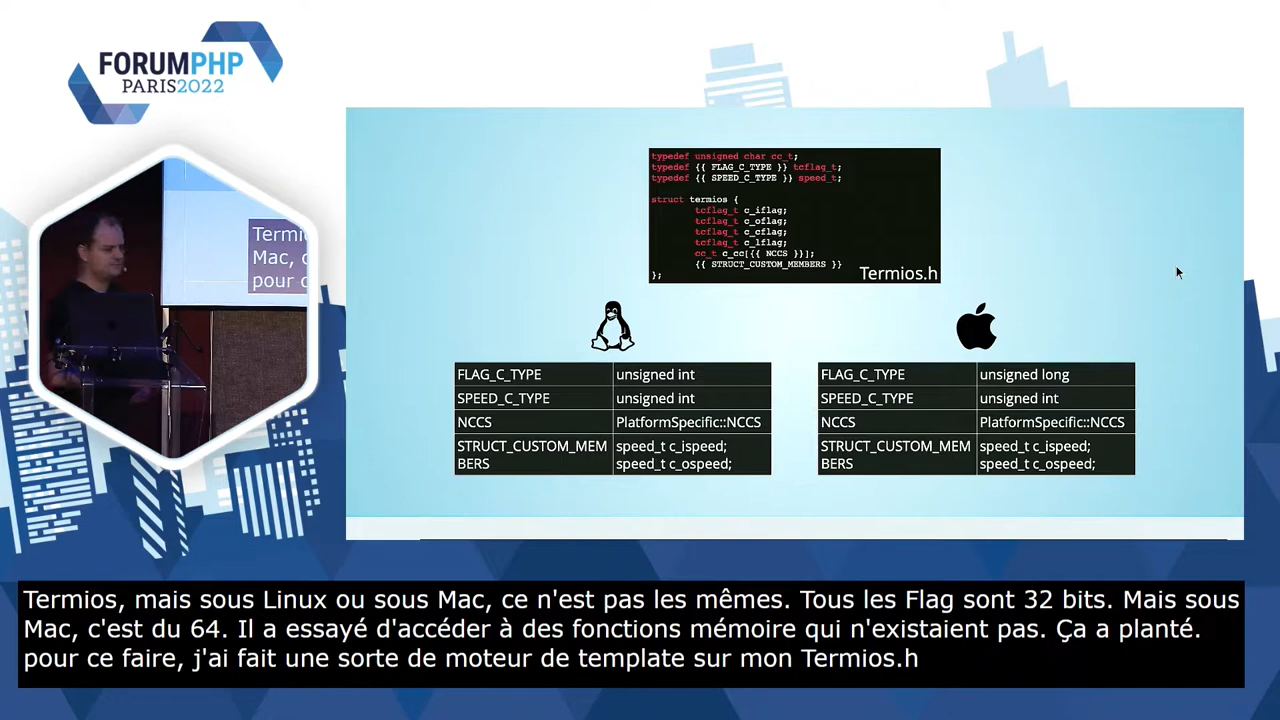 FORUMPHP
PARIS2022
Termi
Mac, c
pour c
typedef unsigned char cc_t;
typedef {{ FLAG_C_TYPE }} tcflag_t;
typedef {{ SPEED_C_TYPE }} speed_t;
struct termios {
tcflag_t c_iflag;
tcflag_t c_oflag;
tcflag_t c_cflag;
tcflag_t c_lflag;
cc_t c_cc[{{ NCCS }}];
{{ STRUCT_CUSTOM_MEMBERS }}
};
Termios.h
FLAG_C_TYPE unsigned int
SPEED_C_TYPE unsigned int
NCCS PlatformSpecific::NCCS
STRUCT_CUSTOM_MEM speed_t c_ispeed;
BERS speed_t c_ospeed;
FLAG_C_TYPE unsigned long
SPEED_C_TYPE unsigned int
NCCS PlatformSpecific::NCCS
STRUCT_CUSTOM_MEM speed_t c_ispeed;
BERS speed_t c_ospeed;
Termios, mais sous Linux ou sous Mac, ce n'est pas les mêmes. Tous les Flag sont 32 bits. Mais sous
Mac, c'est du 64. Il a essayé d'accéder à des fonctions mémoire qui n'existaient pas. Ça a planté.
pour ce faire, j'ai fait une sorte de moteur de template sur mon Termios.h